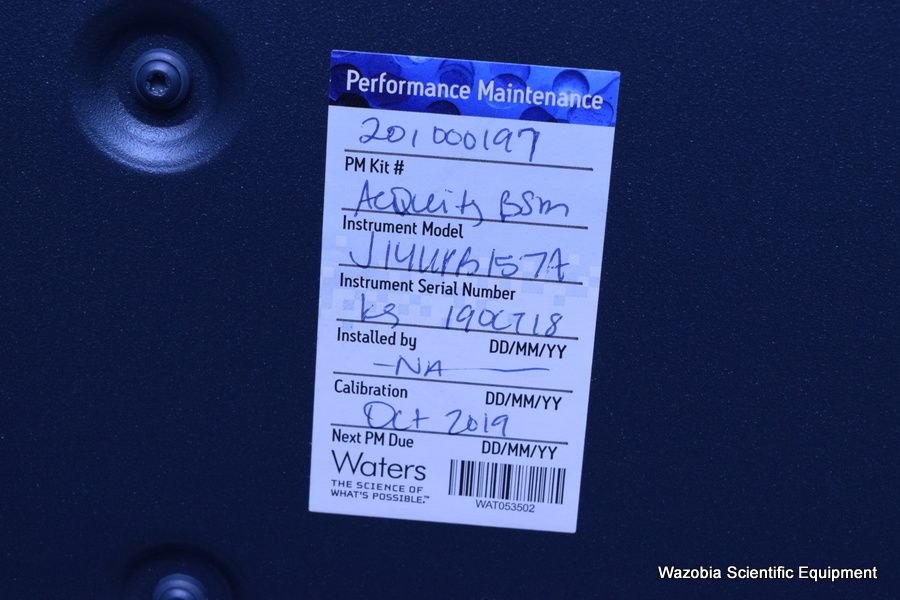 Performance Maintenance
201000197
PM Kit #
Acquity BSM
Instrument Model
J14UPB157A
Instrument Serial Number
KS 19OCT18
Installed by DD/MM/YY
-NA-
Calibration DD/MM/YY
Oct 2019
Next PM Due DD/MM/YY
Waters
THE SCIENCE OF
WHAT'S POSSIBLE.™
WAT053502
Wazobia Scientific Equipment